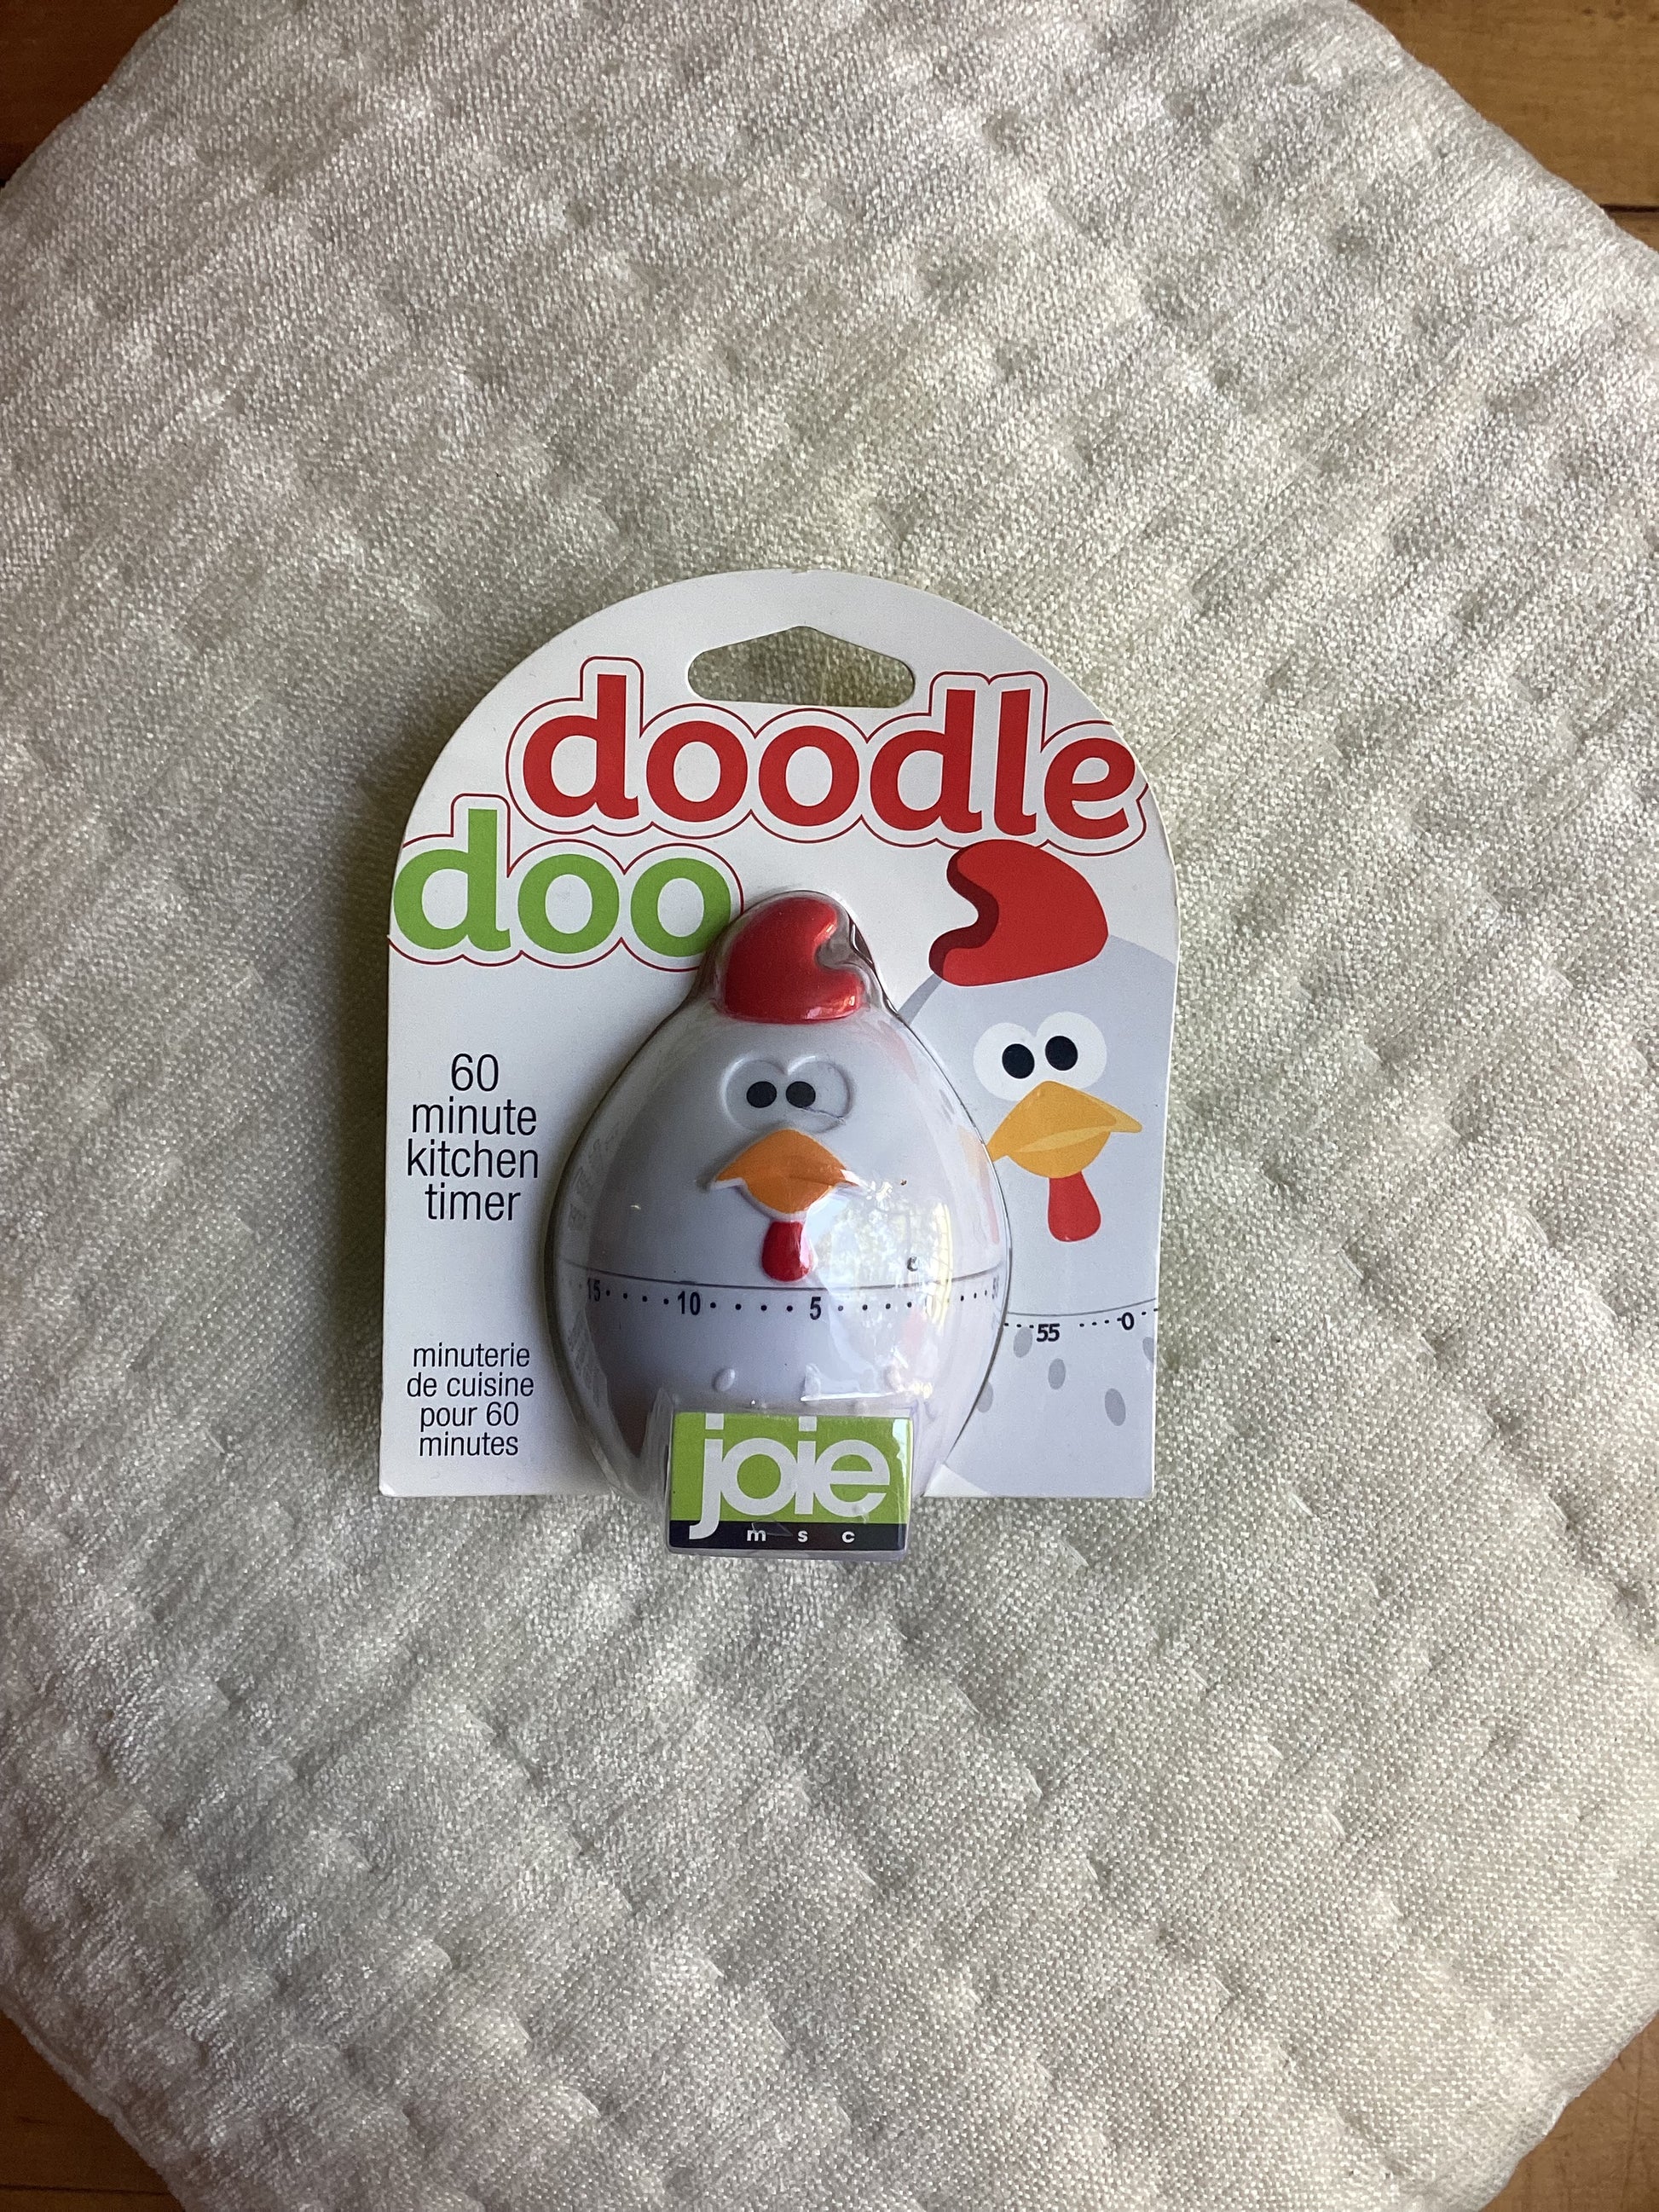 doodle
doo
60
minute
kitchen
timer
minuterie
de cuisine
pour 60
minutes
15 10 5
55 0
joie
m s c